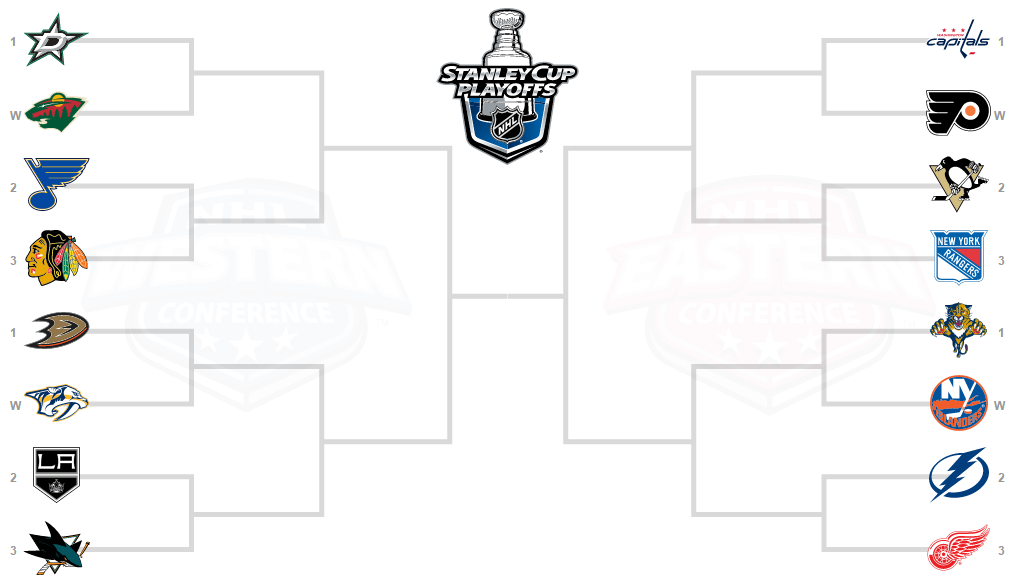 STANLEY CUP
PLAYOFFS
NHL
1
W
2
3
1
W
2
3
LA
NHL
WESTERN
CONFERENCE
NHL
EASTERN
CONFERENCE
WASHINGTON
capitals
1
W
2
NEW YORK
RANGERS
3
1
NY
ISLANDERS
W
2
3